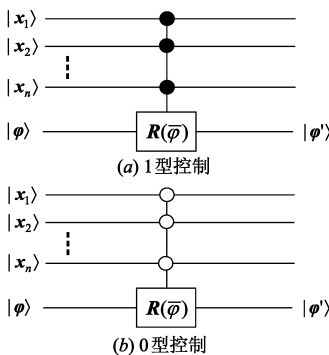 |x₁⟩
|x₂⟩
|xₙ⟩
|φ⟩ R(φ̄) |φ'⟩
(a) 1型控制
|x₁⟩
|x₂⟩
|xₙ⟩
|φ⟩ R(φ̄) |φ'⟩
(b) 0型控制